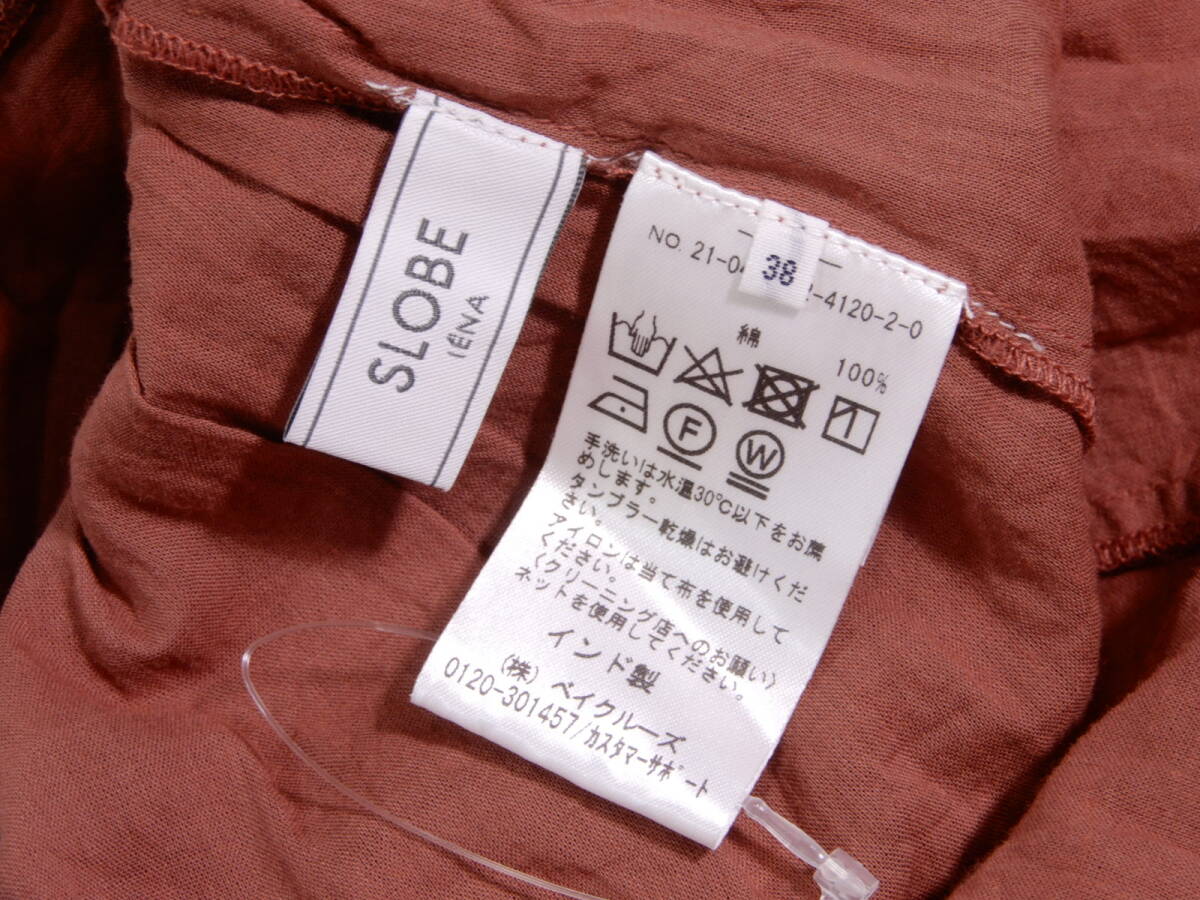 SLOBE
IÉNA
38
NO. 21-0 2-4120-2-0
綿 100%
F
W
手洗いは水温30℃以下をお薦
めします。
タンブラー乾燥はお避けくだ
さい。
アイロンは当て布を使用して
ください。
〈クリーニング店へのお願い〉
ネットを使用してください。
インド製
(株) ベイクルーズ
0120-301457/カスタマーサポート